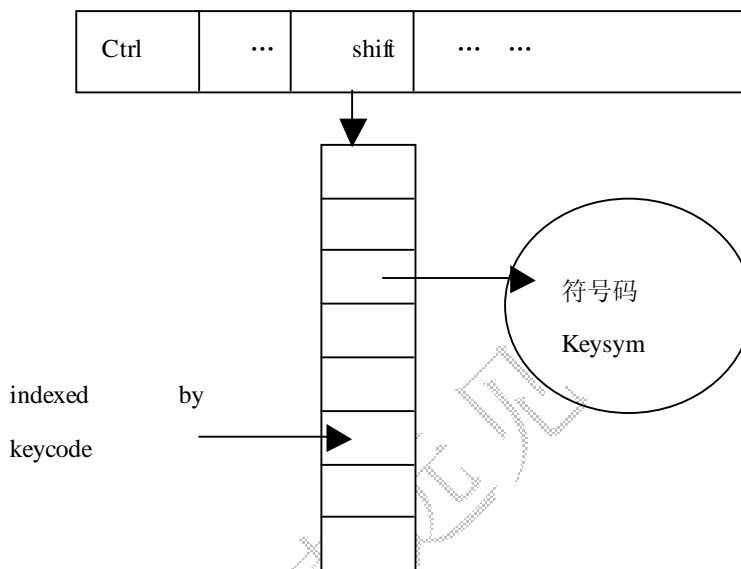 Ctrl … shift … …
符号码
Keysym
indexed by
keycode